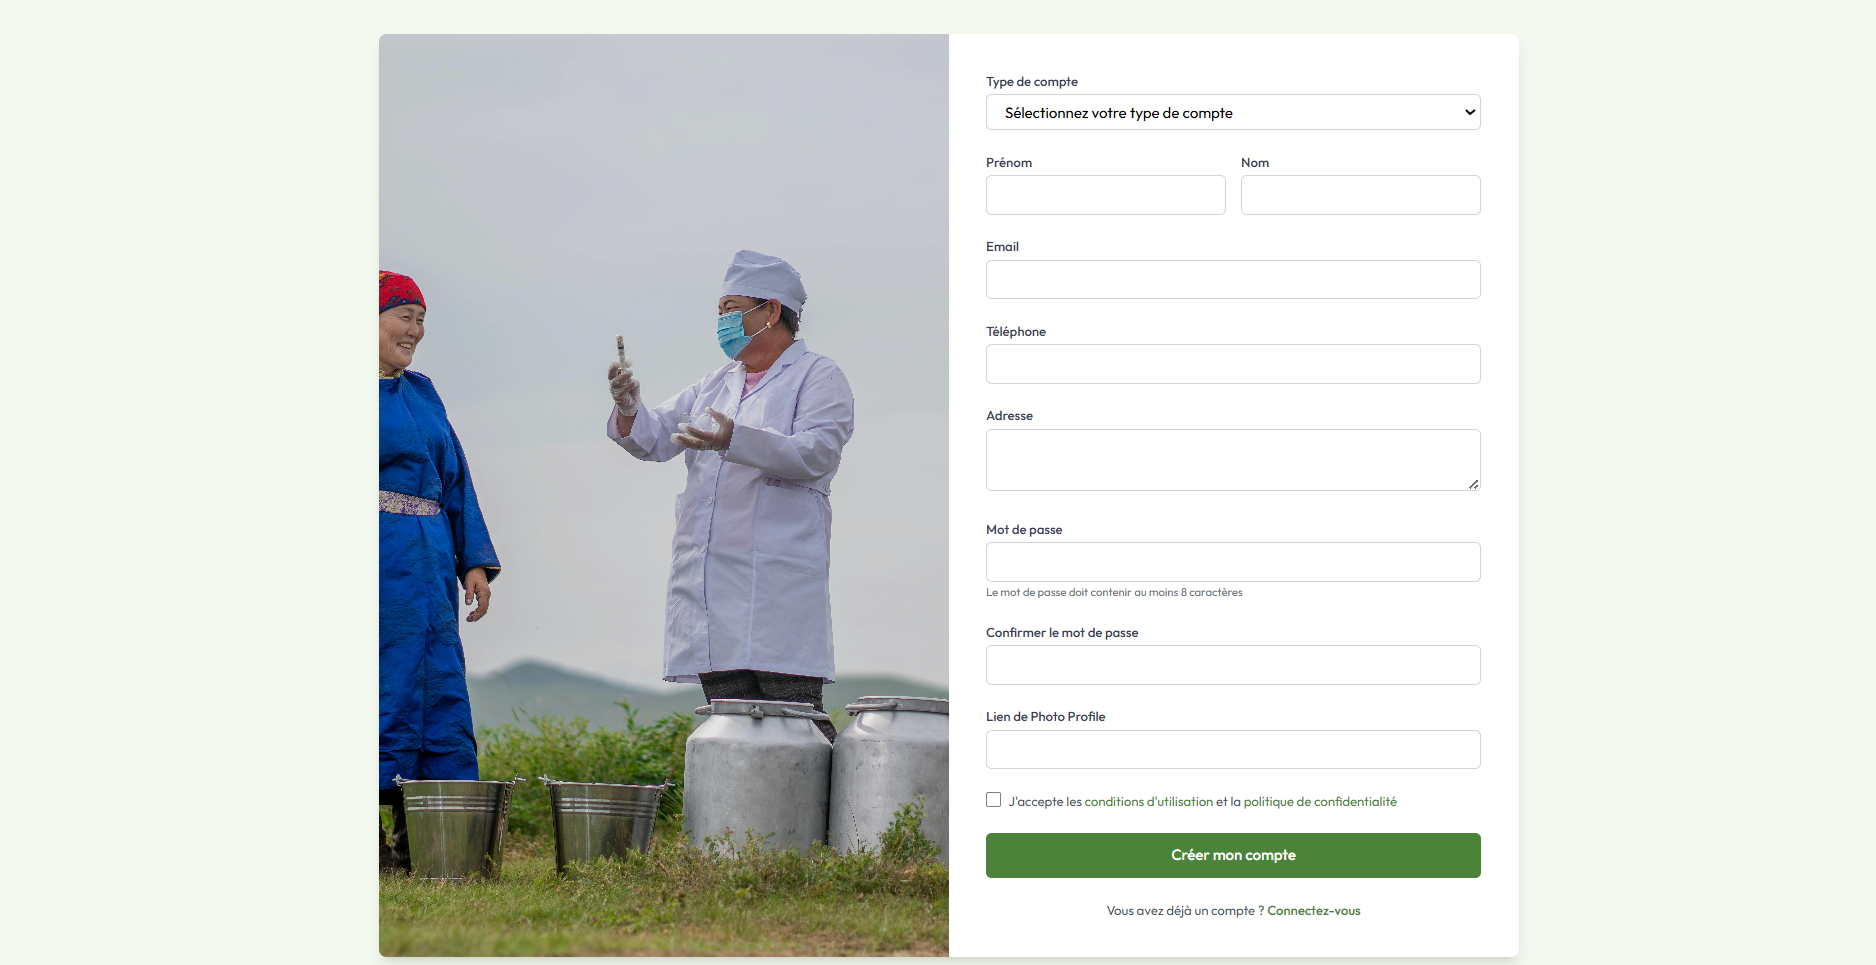 Type de compte
Sélectionnez votre type de compte
Prénom
Nom
Email
Téléphone
Adresse
Mot de passe
Le mot de passe doit contenir au moins 8 caractères
Confirmer le mot de passe
Lien de Photo Profile
J'accepte les conditions d'utilisation et la politique de confidentialité
Créer mon compte
Vous avez déjà un compte ? Connectez-vous